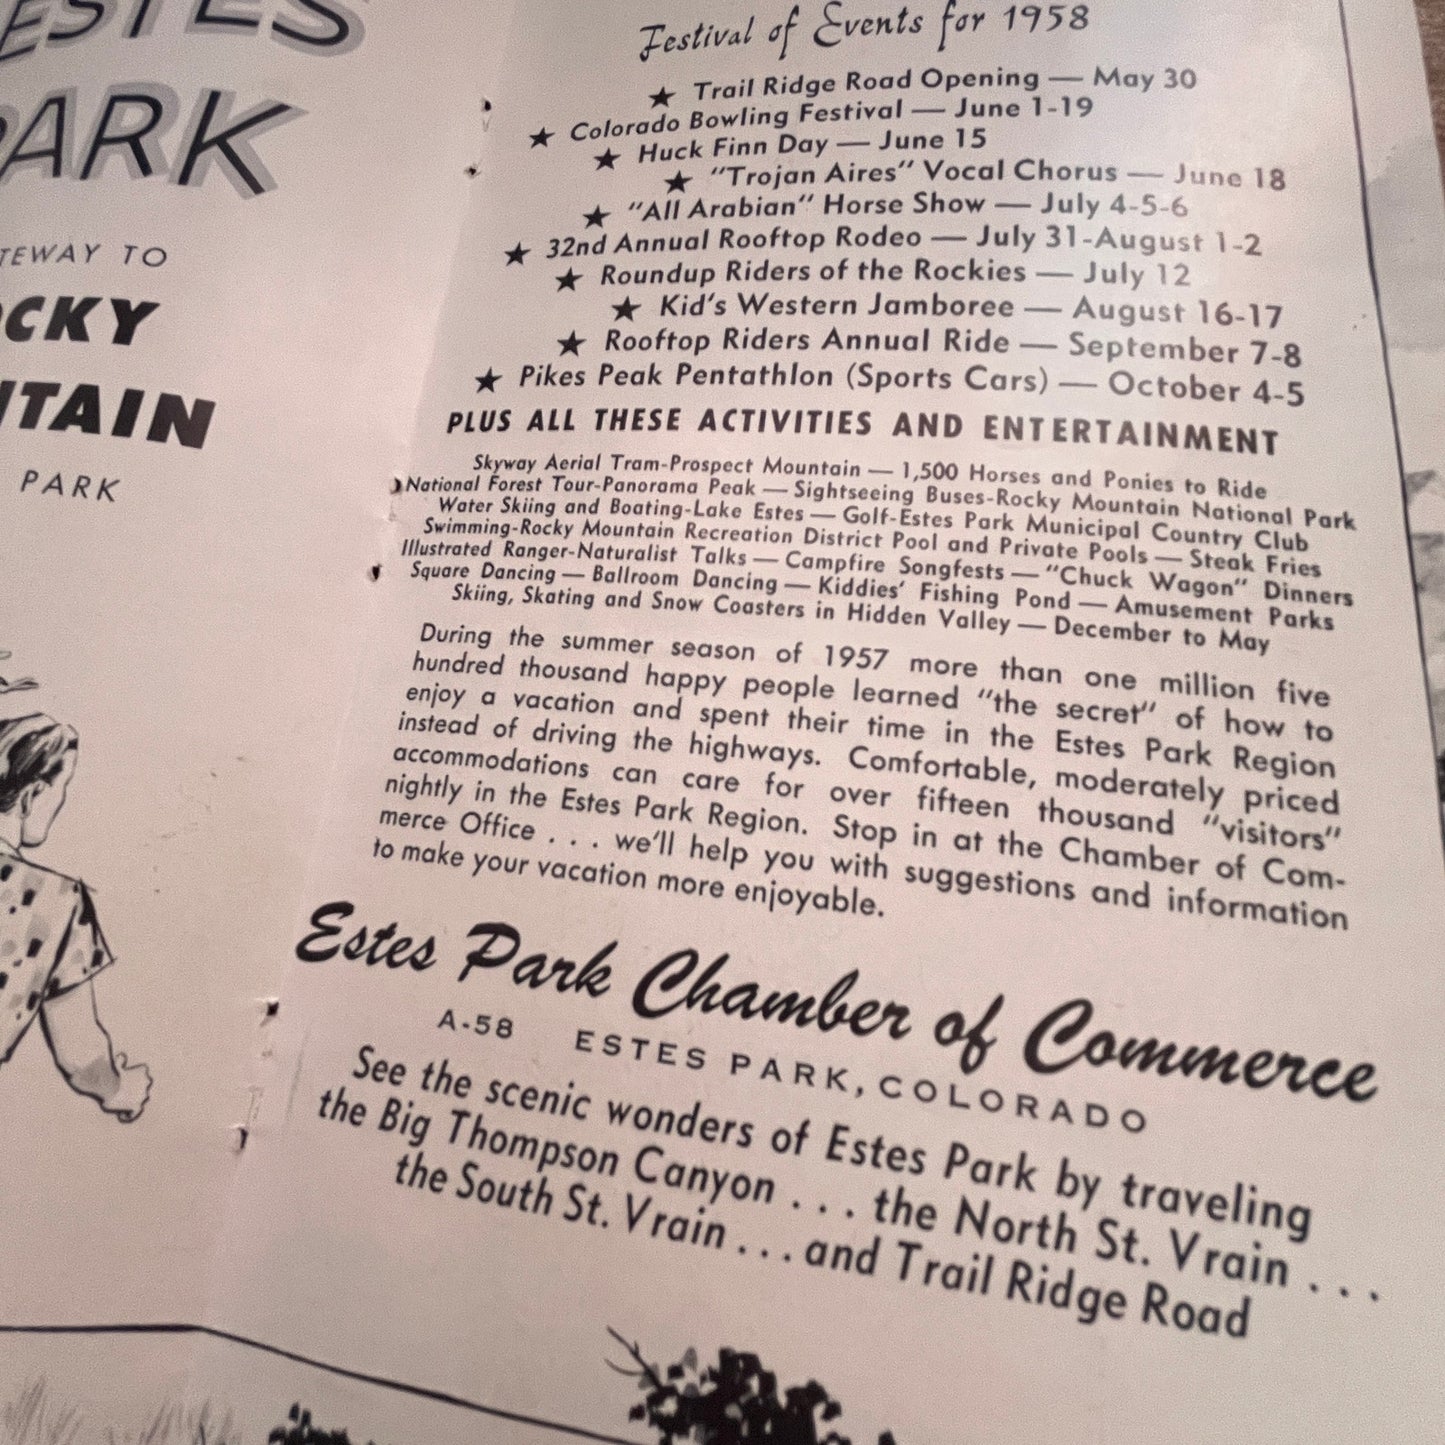 ESTES
PARK
TO
PARK
Festival of Events for 1958
★ Trail Ridge Road Opening — May 30
★ Colorado Bowling Festival — June 1-19
★ Huck Finn Day — June 15
★ "Trojan Aires" Vocal Chorus — June 18
★ "All Arabian" Horse Show — July 4-5-6
★ 32nd Annual Rooftop Rodeo — July 31-August 1-2
★ Roundup Riders of the Rockies — July 12
★ Kid's Western Jamboree — August 16-17
★ Rooftop Riders Annual Ride — September 7-8
★ Pikes Peak Pentathlon (Sports Cars) — October 4-5
PLUS ALL THESE ACTIVITIES AND ENTERTAINMENT
Skyway Aerial Tram-Prospect Mountain — 1,500 Horses and Ponies to Ride
National Forest Tour-Panorama Peak — Sightseeing Buses-Rocky Mountain National Park
Water Skiing and Boating-Lake Estes — Golf-Estes Park Municipal Country Club
Swimming-Rocky Mountain Recreation District Pool and Private Pools — Steak Fries
Illustrated Ranger-Naturalist Talks — Campfire Songfests — "Chuck Wagon" Dinners
Square Dancing — Ballroom Dancing — Kiddies' Fishing Pond — Amusement Parks
Skiing, Skating and Snow Coasters in Hidden Valley — December to May
During the summer season of 1957 more than one million five
hundred thousand happy people learned "the secret" of how to
enjoy a vacation and spent their time in the Estes Park Region
instead of driving the highways. Comfortable, moderately priced
accommodations can care for over fifteen thousand "visitors"
nightly in the Estes Park Region. Stop in at the Chamber of Com-
merce Office . . . we'll help you with suggestions and information
to make your vacation more enjoyable.
Estes Park Chamber of Commerce
A-58 ESTES PARK, COLORADO
See the scenic wonders of Estes Park by traveling
the Big Thompson Canyon . . . the North St. Vrain . . .
the South St. Vrain . . . and Trail Ridge Road